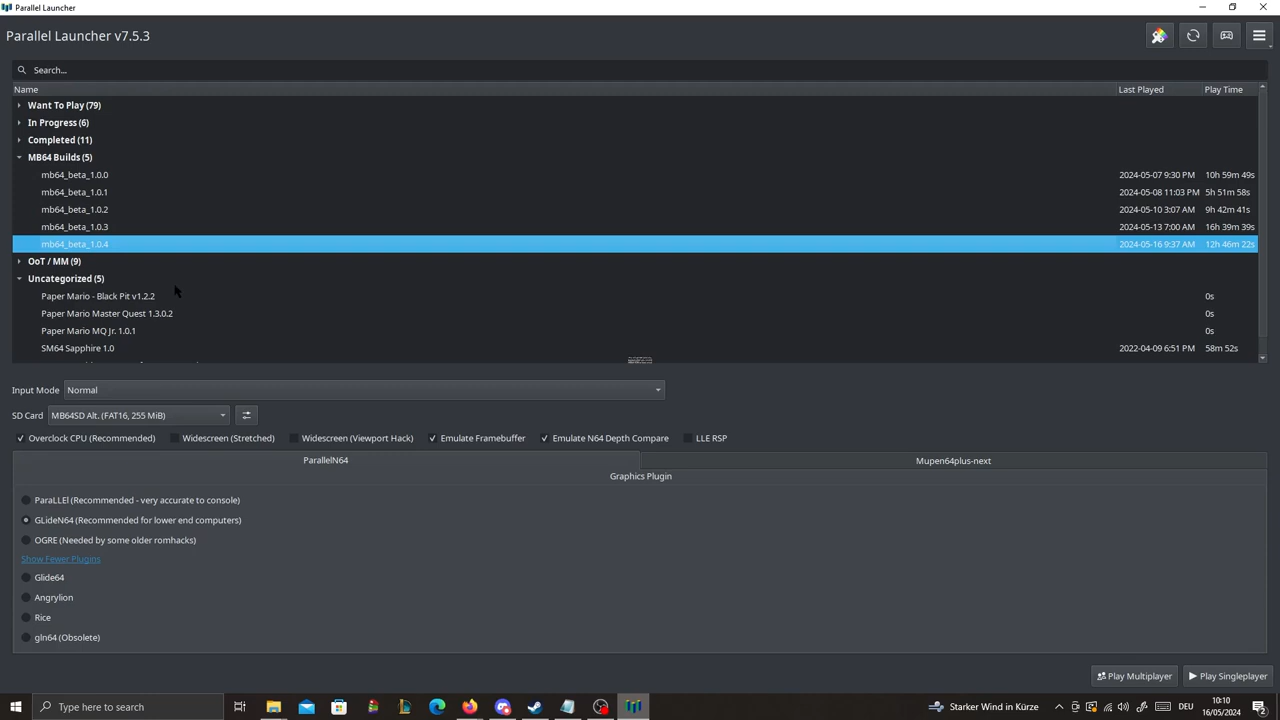 Parallel Launcher
Parallel Launcher v7.5.3
Search...
Name Last Played Play Time
Want To Play (79)
In Progress (6)
Completed (11)
MB64 Builds (5)
mb64_beta_1.0.0 2024-05-07 9:30 PM 10h 59m 49s
mb64_beta_1.0.1 2024-05-08 11:03 PM 5h 51m 58s
mb64_beta_1.0.2 2024-05-10 3:07 AM 9h 42m 41s
mb64_beta_1.0.3 2024-05-13 7:00 AM 16h 39m 39s
mb64_beta_1.0.4 2024-05-16 9:37 AM 12h 46m 22s
OoT / MM (9)
Uncategorized (5)
Paper Mario - Black Pit v1.2.2 0s
Paper Mario Master Quest 1.3.0.2 0s
Paper Mario MQ Jr. 1.0.1 0s
SM64 Sapphire 1.0 2022-04-09 6:51 PM 58m 52s
Input Mode Normal
SD Card MB64SD Alt. (FAT16, 255 MiB)
Overclock CPU (Recommended) Widescreen (Stretched) Widescreen (Viewport Hack) Emulate Framebuffer Emulate N64 Depth Compare LLE RSP
ParallelN64 Mupen64plus-next
Graphics Plugin
ParaLLEl (Recommended - very accurate to console)
GLideN64 (Recommended for lower end computers)
OGRE (Needed by some older romhacks)
Show Fewer Plugins
Glide64
Angrylion
Rice
gln64 (Obsolete)
Play Multiplayer Play Singleplayer
Type here to search Starker Wind in Kürze DEU 10:10
16/05/2024 2